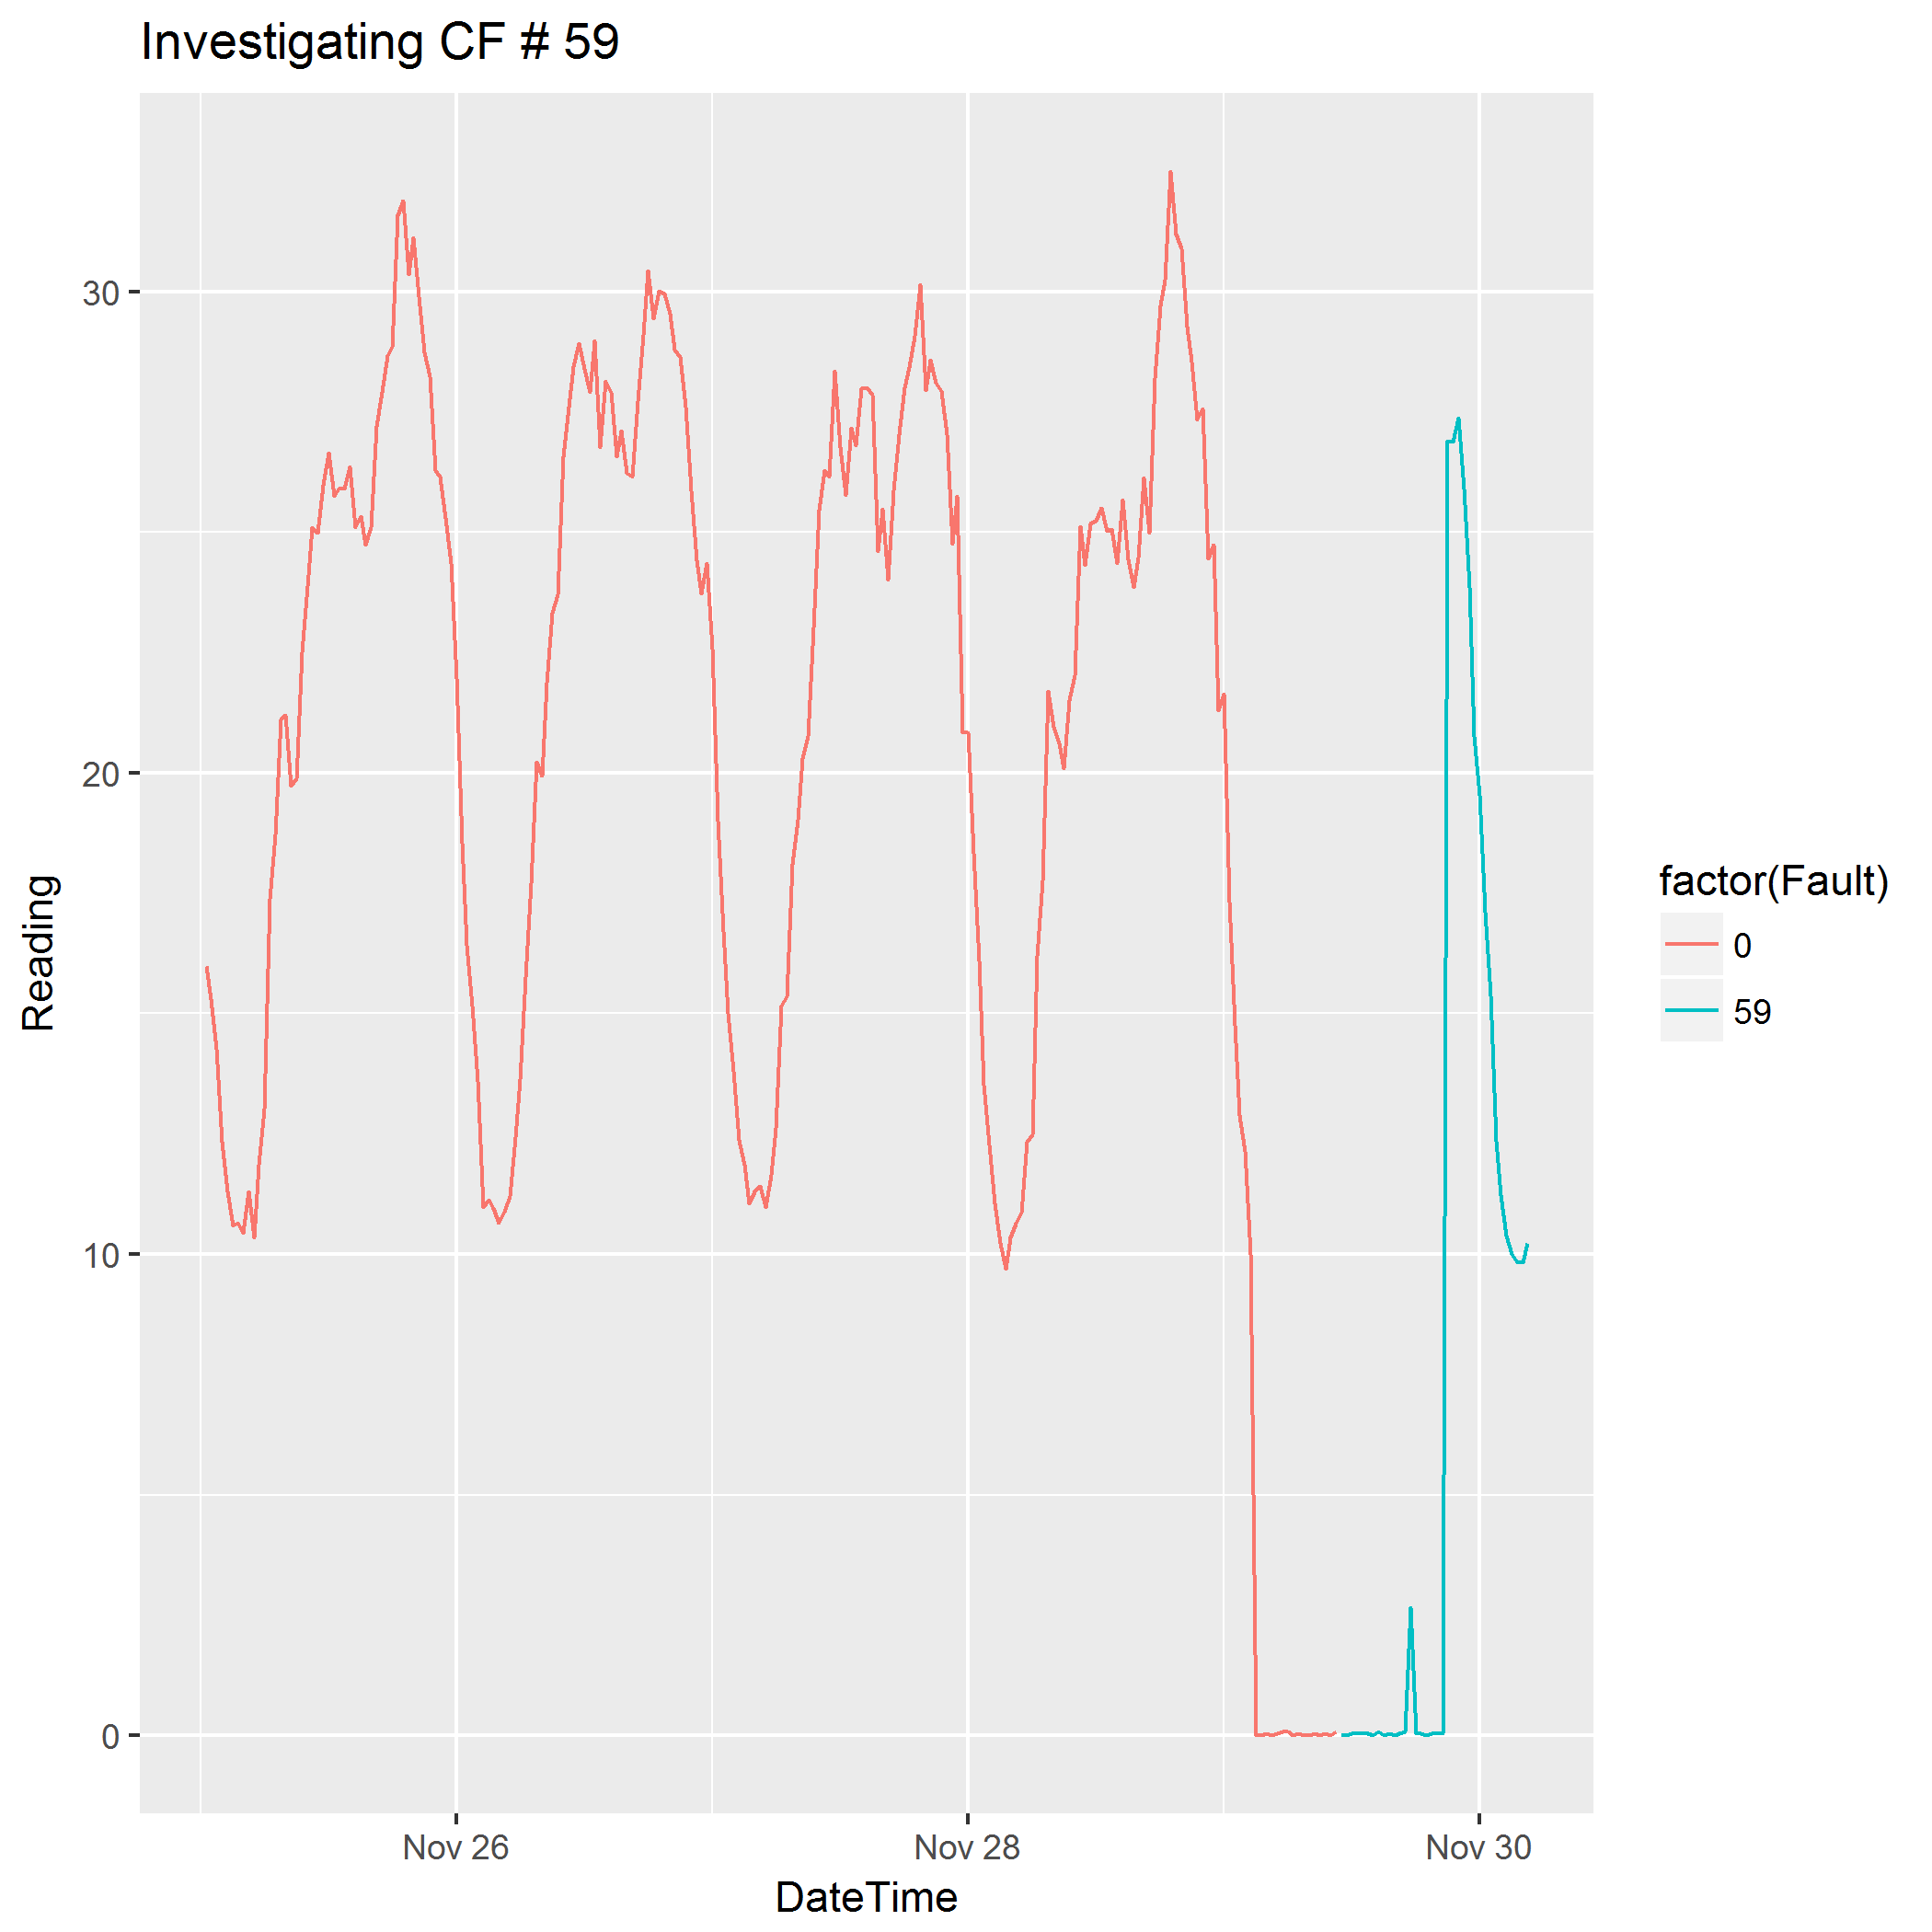 Investigating CF # 59
30
20
10
0
Reading
Nov 26
Nov 28
Nov 30
DateTime
factor(Fault)
0
59